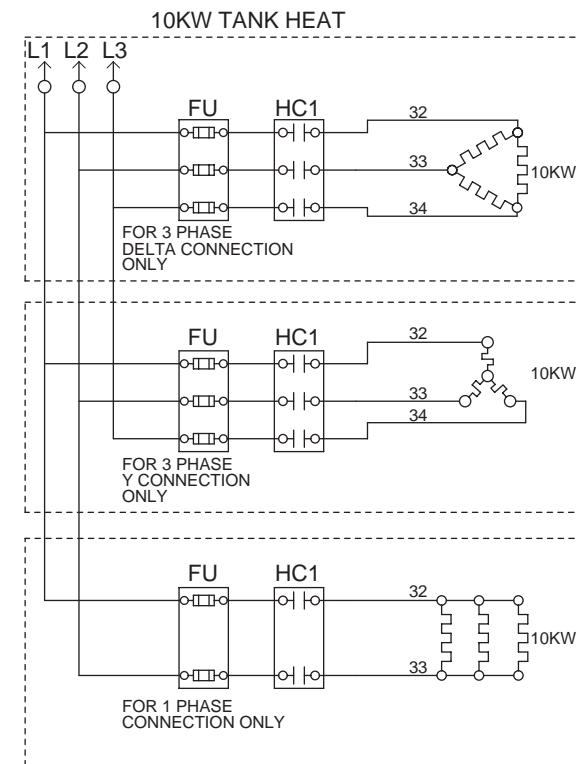 10KW TANK HEAT
L1 L2 L3
FU HC1
32
33
10KW
34
FOR 3 PHASE
DELTA CONNECTION
ONLY
FU HC1
32
10KW
33
34
FOR 3 PHASE
Y CONNECTION
ONLY
FU HC1
32
10KW
33
FOR 1 PHASE
CONNECTION ONLY